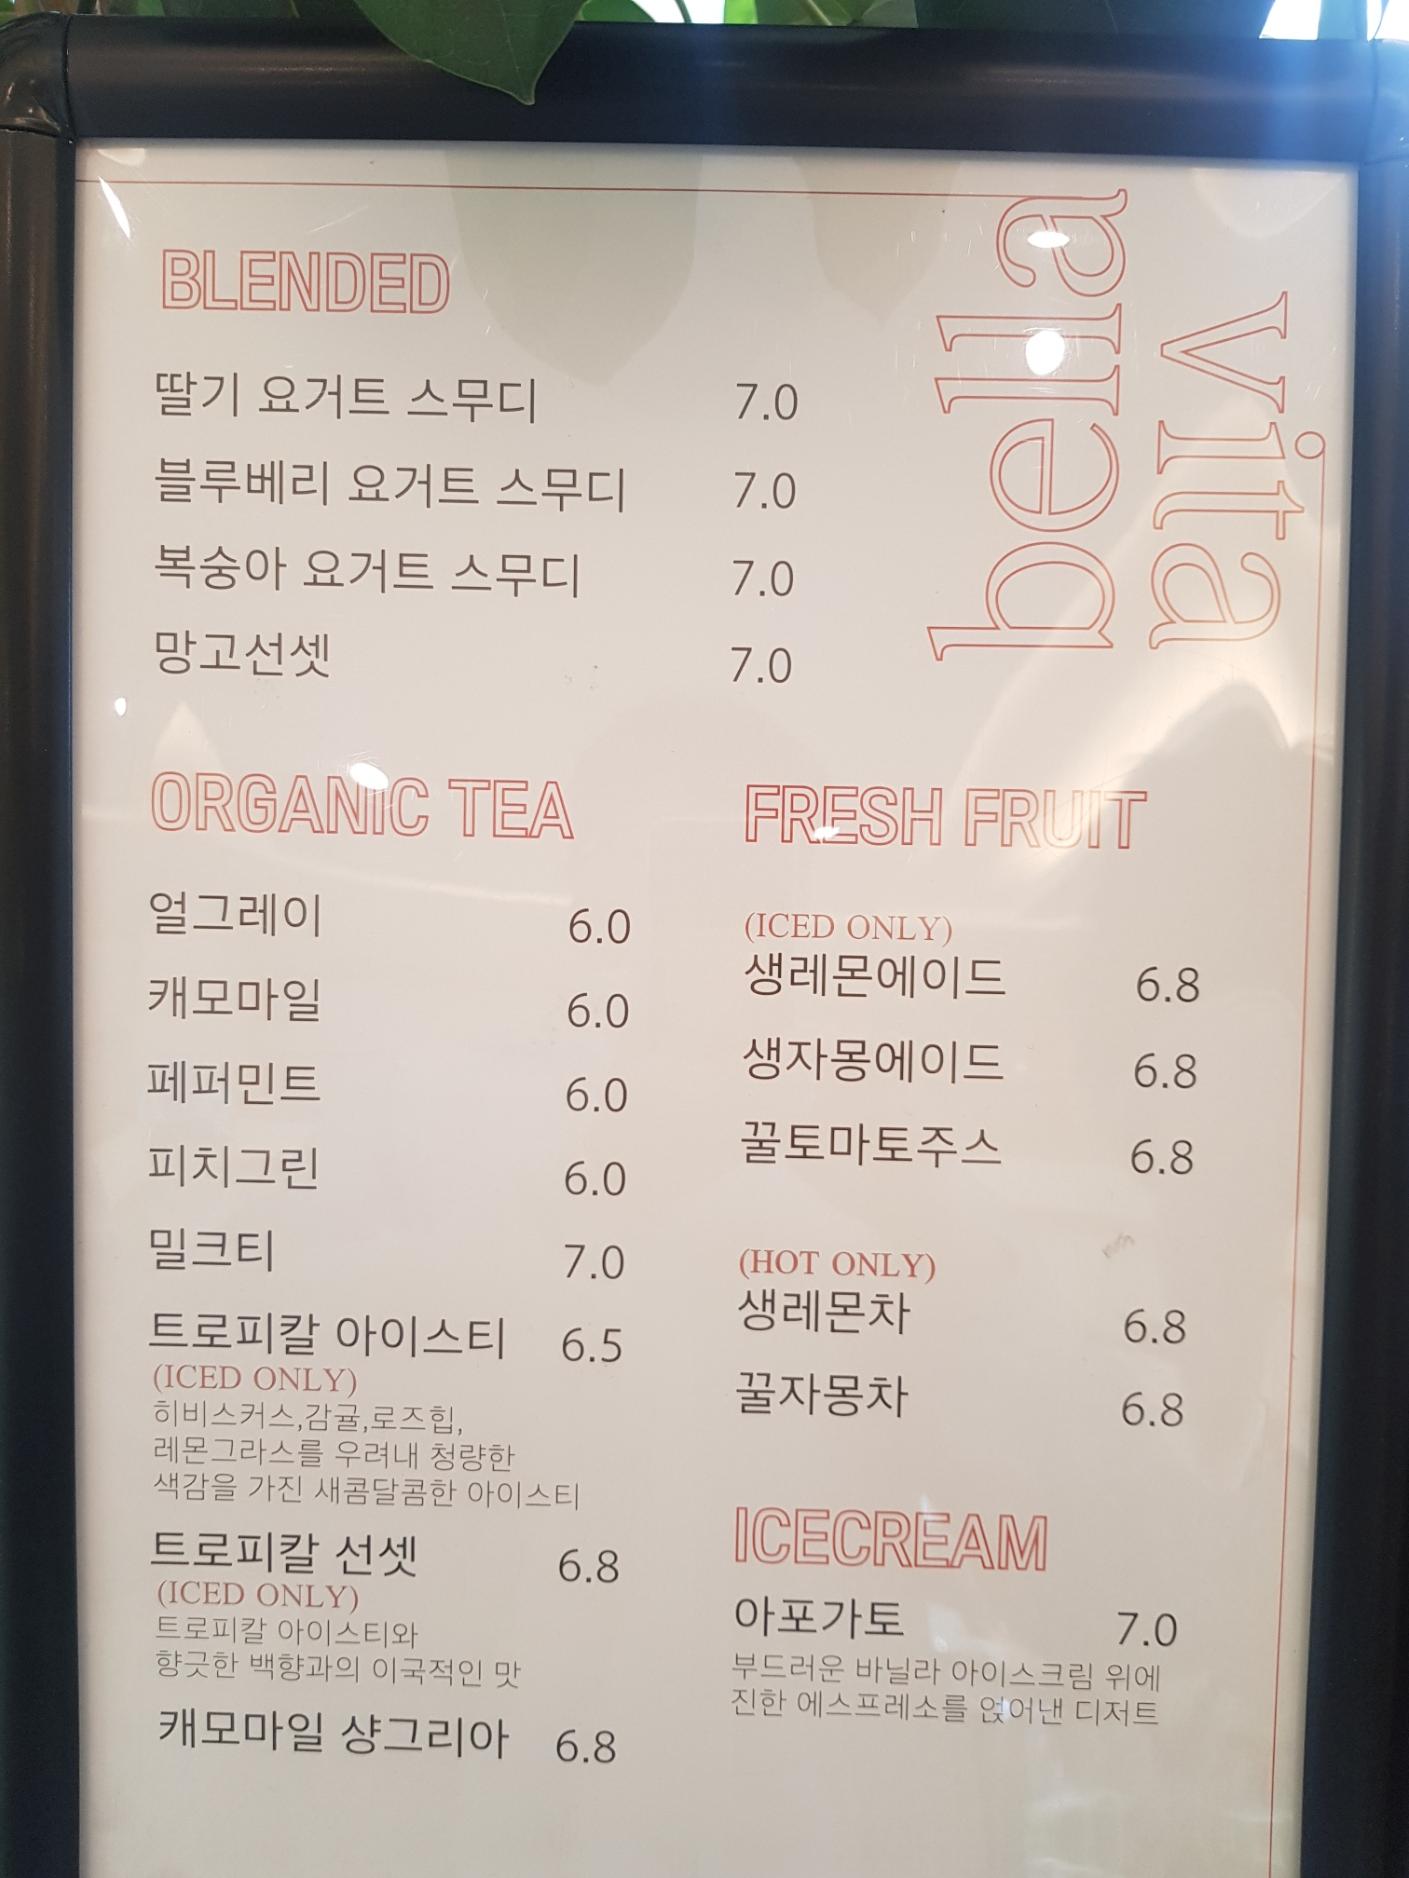 bella
vita
BLENDED
딸기 요거트 스무디 7.0
블루베리 요거트 스무디 7.0
복숭아 요거트 스무디 7.0
망고선셋 7.0
ORGANIC TEA
얼그레이 6.0
캐모마일 6.0
페퍼민트 6.0
피치그린 6.0
밀크티 7.0
트로피칼 아이스티 6.5
(ICED ONLY)
히비스커스,감귤,로즈힙,
레몬그라스를 우려내 청량한
색감을 가진 새콤달콤한 아이스티
트로피칼 선셋 6.8
(ICED ONLY)
트로피칼 아이스티와
향긋한 백향과의 이국적인 맛
캐모마일 샹그리아 6.8
FRESH FRUIT
(ICED ONLY)
생레몬에이드 6.8
생자몽에이드 6.8
꿀토마토주스 6.8
(HOT ONLY)
생레몬차 6.8
꿀자몽차 6.8
ICECREAM
아포가토 7.0
부드러운 바닐라 아이스크림 위에
진한 에스프레소를 얹어낸 디저트